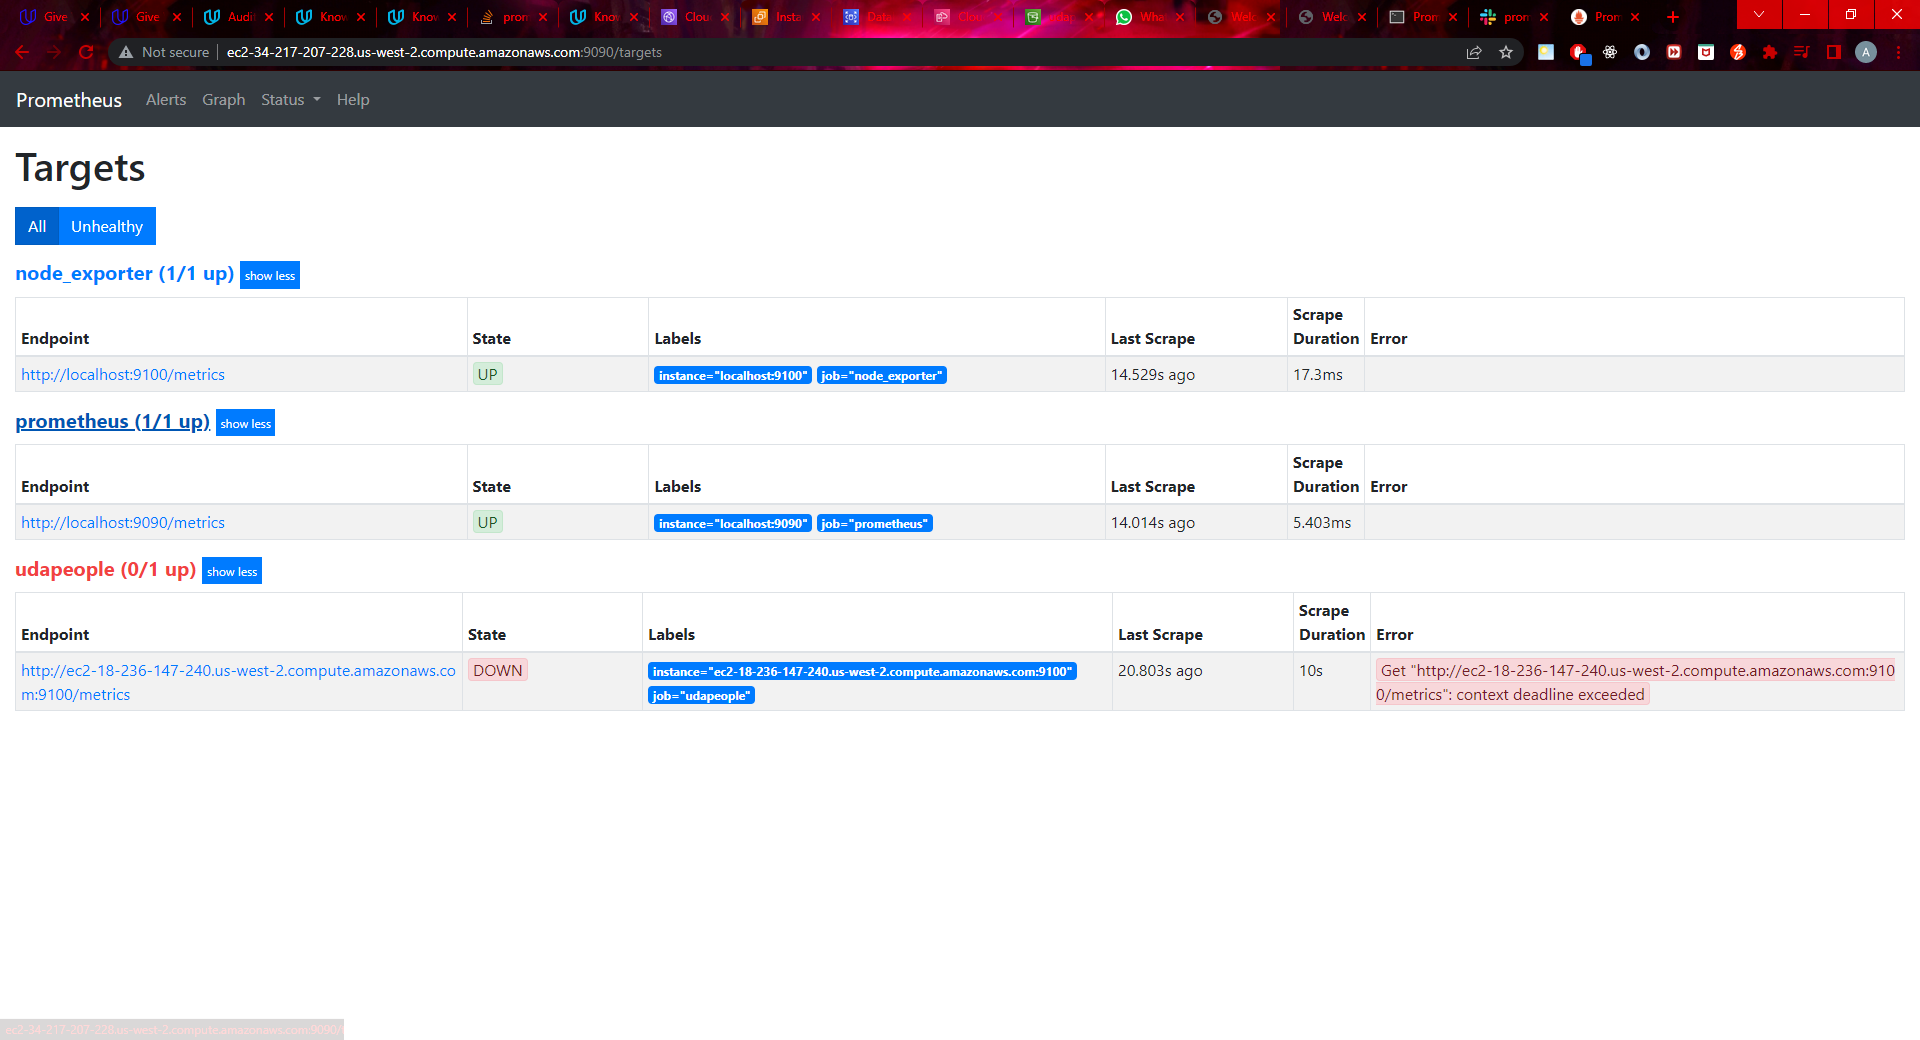 Give
Give
Audi
Know
Know
pron
Know
Clou
Insta
Data
Clou
udap
Wha
Welc
Welc
Pron
pron
Pron
Not secure
ec2-34-217-207-228.us-west-2.compute.amazonaws.com:9090/targets
A
Prometheus Alerts Graph Status Help
Targets
All Unhealthy
node_exporter (1/1 up) show less
Endpoint State Labels Last Scrape Scrape Duration Error
http://localhost:9100/metrics UP instance="localhost:9100" job="node_exporter" 14.529s ago 17.3ms
prometheus (1/1 up) show less
Endpoint State Labels Last Scrape Scrape Duration Error
http://localhost:9090/metrics UP instance="localhost:9090" job="prometheus" 14.014s ago 5.403ms
udapeople (0/1 up) show less
Endpoint State Labels Last Scrape Scrape Duration Error
http://ec2-18-236-147-240.us-west-2.compute.amazonaws.co DOWN instance="ec2-18-236-147-240.us-west-2.compute.amazonaws.com:9100" 20.803s ago 10s Get "http://ec2-18-236-147-240.us-west-2.compute.amazonaws.com:910
m:9100/metrics job="udapeople" 0/metrics": context deadline exceeded
ec2-34-217-207-228.us-west-2.compute.amazonaws.com:9090/